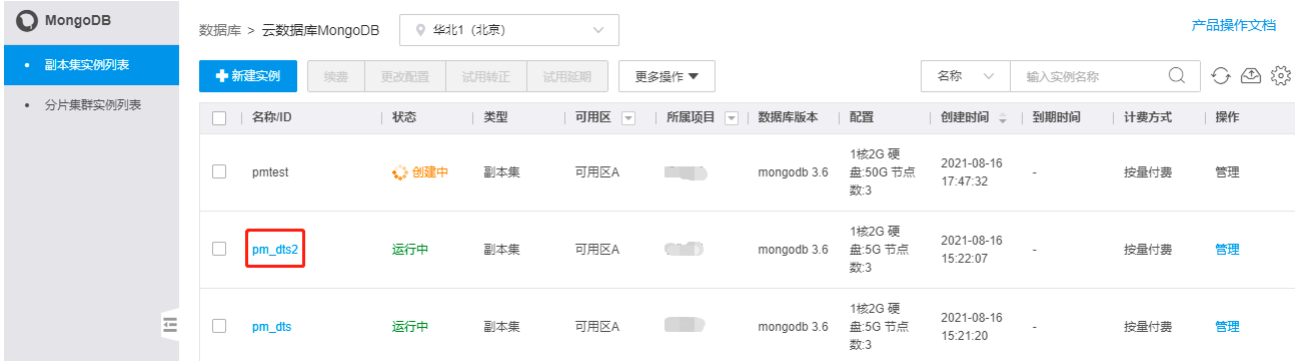 MongoDB
副本集实例列表
分片集群实例列表
数据库 > 云数据库MongoDB
华北1 (北京)
产品操作文档
新建实例 续费 更改配置 试用转正 试用延期 更多操作
名称 输入实例名称
名称/ID 状态 类型 可用区 所属项目 数据库版本 配置 创建时间 到期时间 计费方式 操作
pmtest 创建中 副本集 可用区A mongodb 3.6 1核2G 硬
盘:50G 节点
数:3
2021-08-16
17:47:32
- 按量付费 管理
pm_dts2 运行中 副本集 可用区A mongodb 3.6 1核2G 硬
盘:5G 节点
数:3
2021-08-16
15:22:07
- 按量付费 管理
pm_dts 运行中 副本集 可用区A mongodb 3.6 1核2G 硬
盘:5G 节点
数:3
2021-08-16
15:21:20
- 按量付费 管理